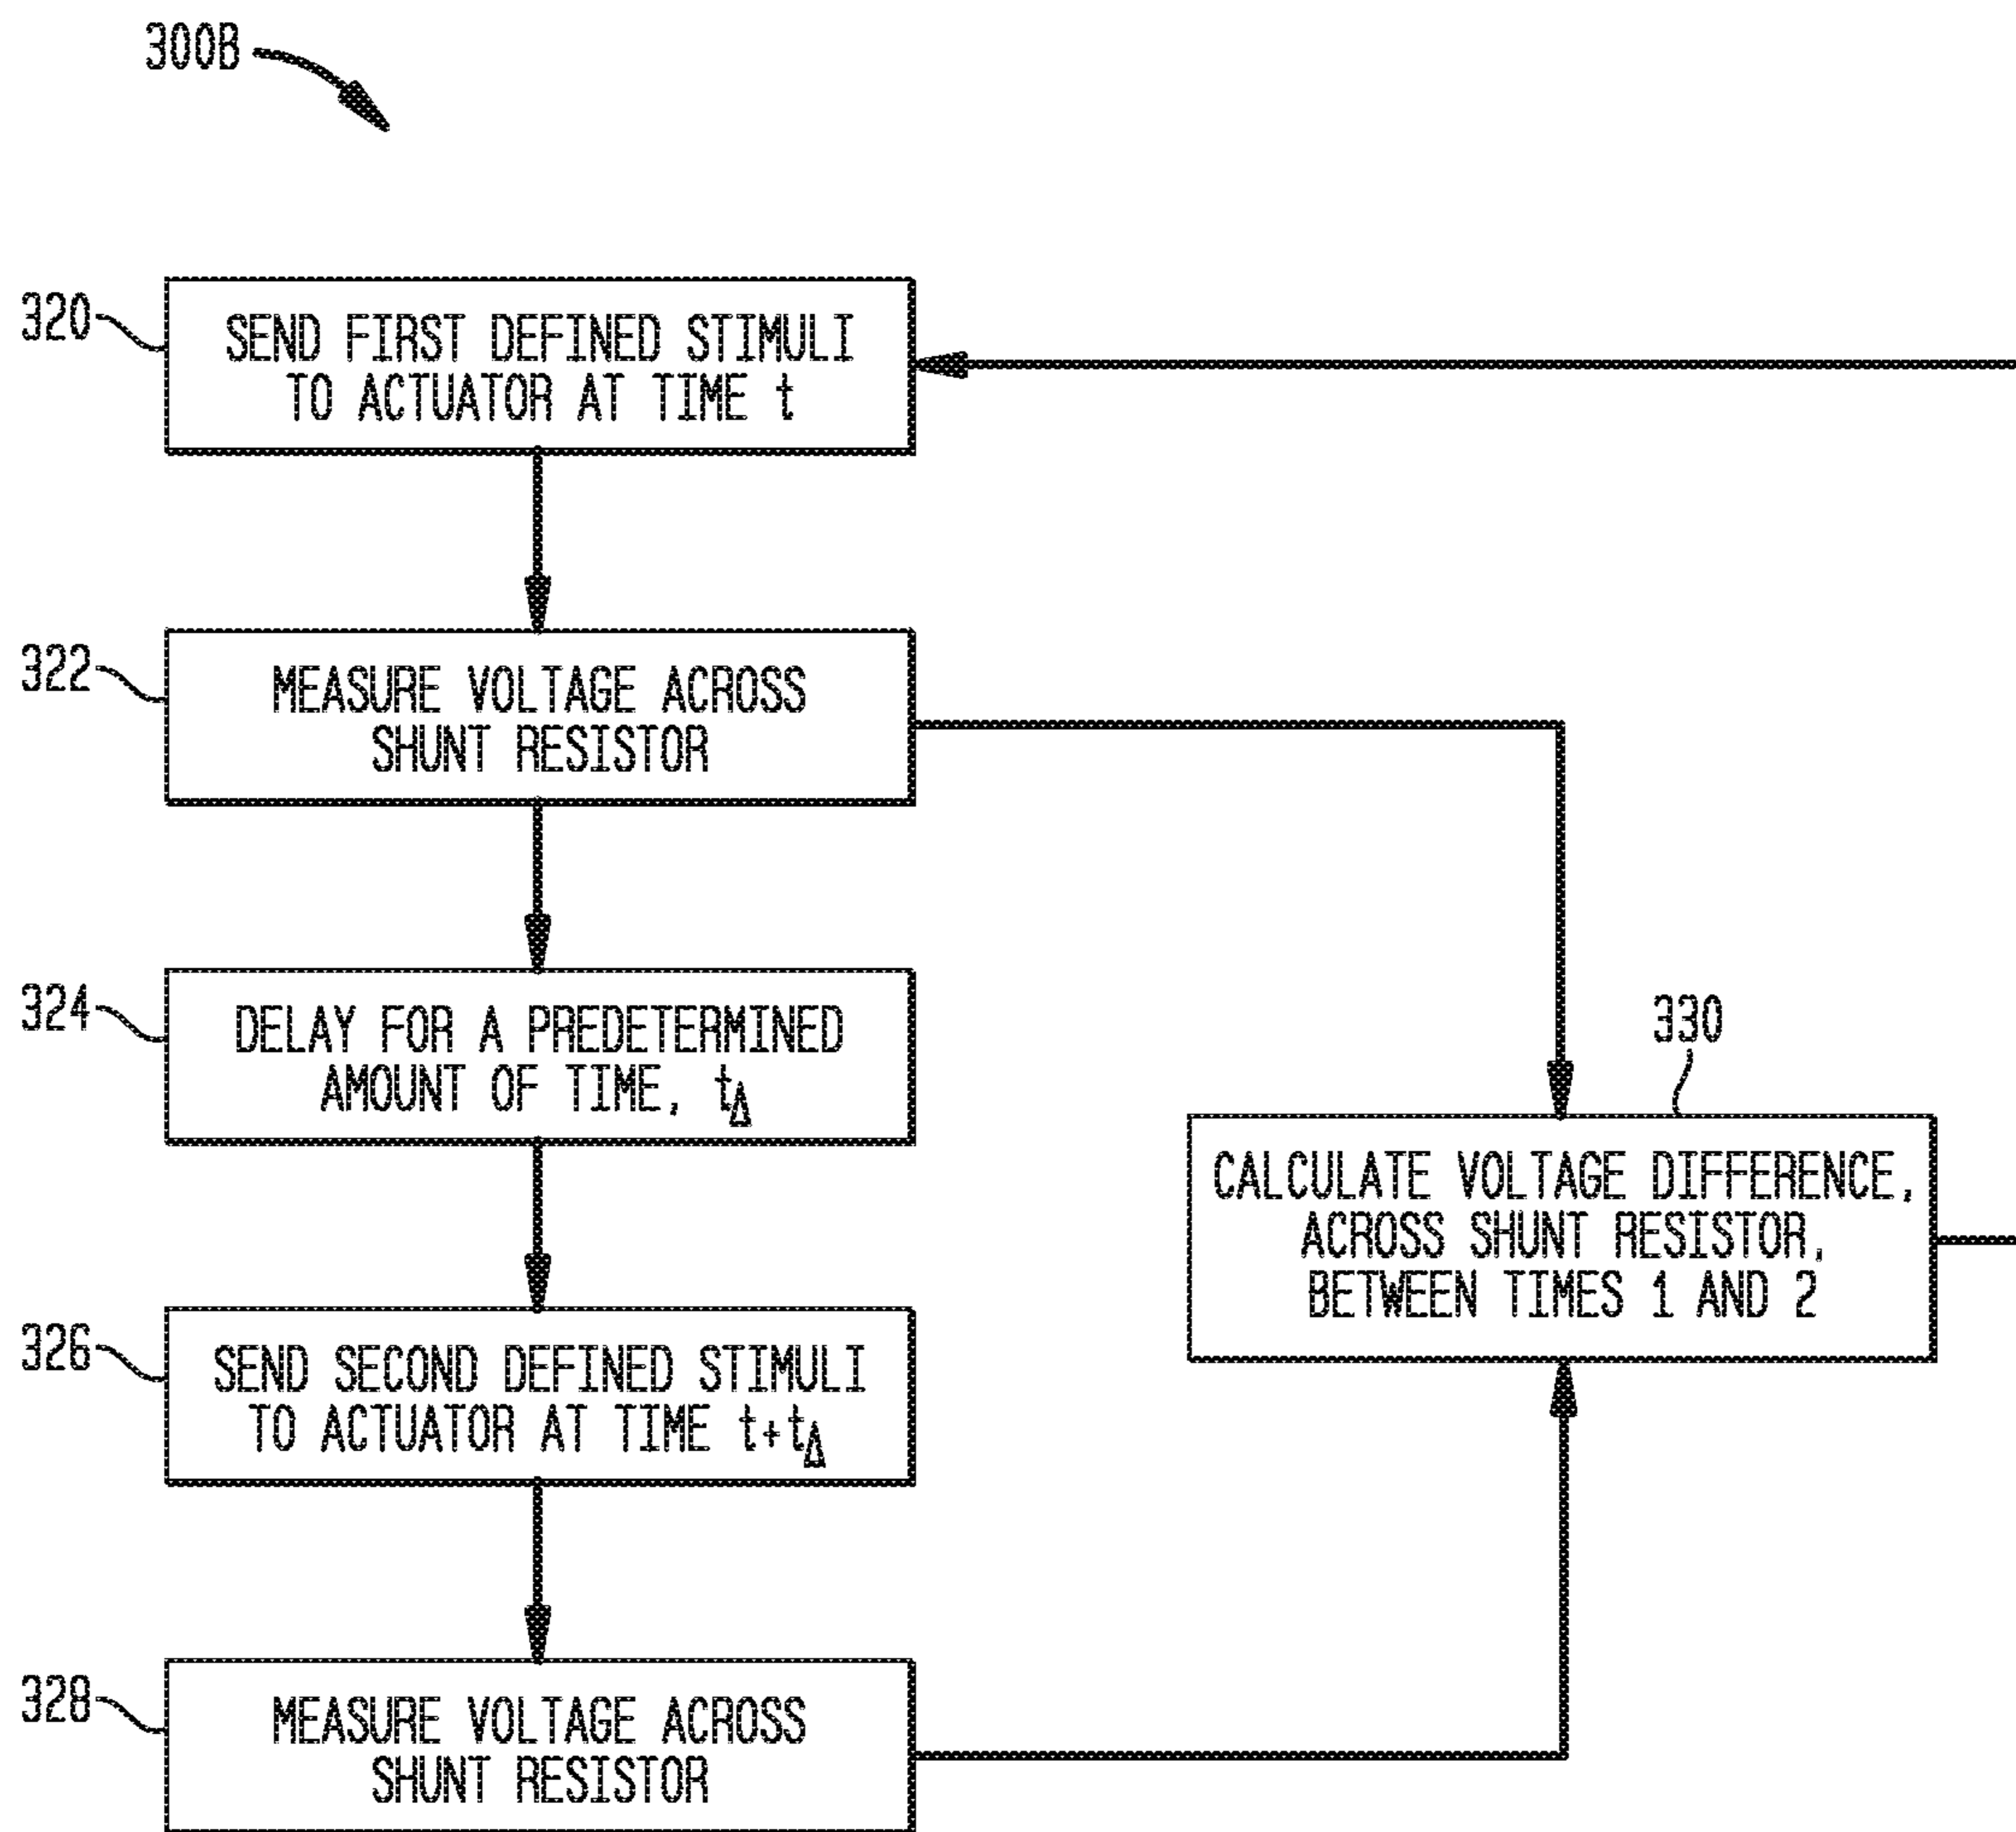 300B
320
SEND FIRST DEFINED STIMULI
TO ACTUATOR AT TIME t
322
MEASURE VOLTAGE ACROSS
SHUNT RESISTOR
324
DELAY FOR A PREDETERMINED
AMOUNT OF TIME, tΔ
330
CALCULATE VOLTAGE DIFFERENCE,
ACROSS SHUNT RESISTOR,
BETWEEN TIMES 1 AND 2
326
SEND SECOND DEFINED STIMULI
TO ACTUATOR AT TIME t+tΔ
328
MEASURE VOLTAGE ACROSS
SHUNT RESISTOR